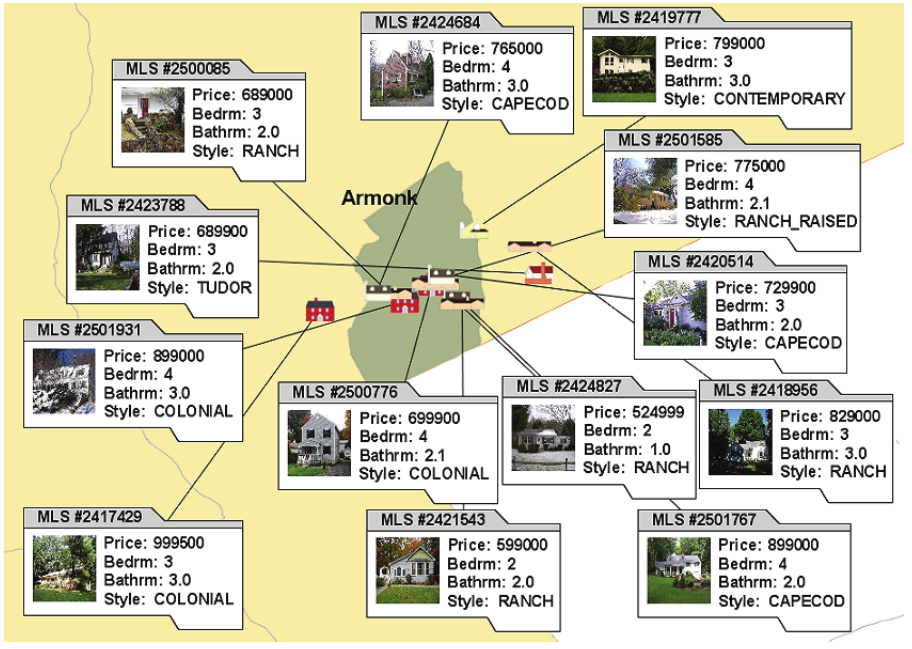 MLS #2424684
Price: 765000
Bedrm: 4
Bathrm: 3.0
Style: CAPECOD
MLS #2419777
Price: 799000
Bedrm: 3
Bathrm: 3.0
Style: CONTEMPORARY
MLS #2500085
Price: 689000
Bedrm: 3
Bathrm: 2.0
Style: RANCH
MLS #2501585
Price: 775000
Bedrm: 4
Bathrm: 2.1
Style: RANCH_RAISED
Armonk
MLS #2423788
Price: 689900
Bedrm: 3
Bathrm: 2.0
Style: TUDOR
MLS #2420514
Price: 729900
Bedrm: 3
Bathrm: 2.0
Style: CAPECOD
MLS #2501931
Price: 899000
Bedrm: 4
Bathrm: 3.0
Style: COLONIAL
MLS #2500776
Price: 699900
Bedrm: 4
Bathrm: 2.1
Style: COLONIAL
MLS #2424827
Price: 524999
Bedrm: 2
Bathrm: 1.0
Style: RANCH
MLS #2418956
Price: 829000
Bedrm: 3
Bathrm: 3.0
Style: RANCH
MLS #2417429
Price: 999500
Bedrm: 3
Bathrm: 3.0
Style: COLONIAL
MLS #2421543
Price: 599000
Bedrm: 2
Bathrm: 2.0
Style: RANCH
MLS #2501767
Price: 899000
Bedrm: 4
Bathrm: 2.0
Style: CAPECOD